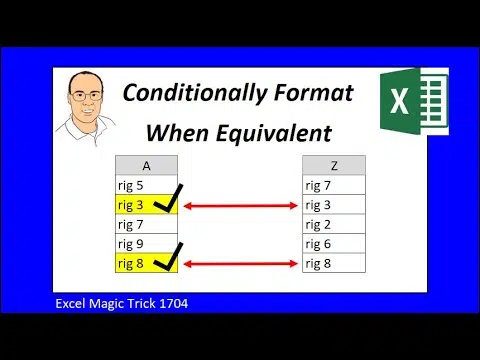 Conditionally Format
When Equivalent
X
A Z
rig 5 rig 7
rig 3 rig 3
rig 7 rig 2
rig 9 rig 6
rig 8 rig 8
Excel Magic Trick 1704